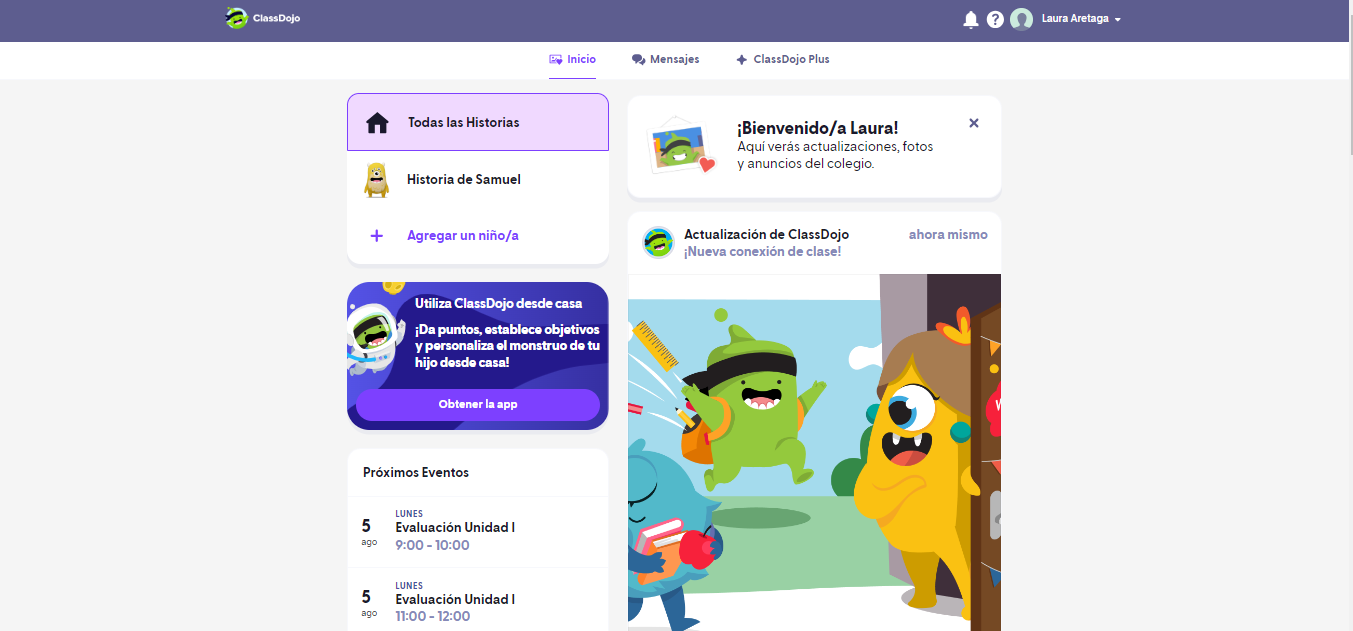 ClassDojo
Laura Aretaga
Inicio
Mensajes
ClassDojo Plus
Todas las Historias
Historia de Samuel
+ Agregar un niño/a
Utiliza ClassDojo desde casa
¡Da puntos, establece objetivos
y personaliza el monstruo de tu
hijo desde casa!
Obtener la app
Próximos Eventos
LUNES
5 Evaluación Unidad I
ago 9:00 - 10:00
LUNES
5 Evaluación Unidad I
ago 11:00 - 12:00
¡Bienvenido/a Laura!
Aquí verás actualizaciones, fotos
y anuncios del colegio.
Actualización de ClassDojo
ahora mismo
¡Nueva conexión de clase!